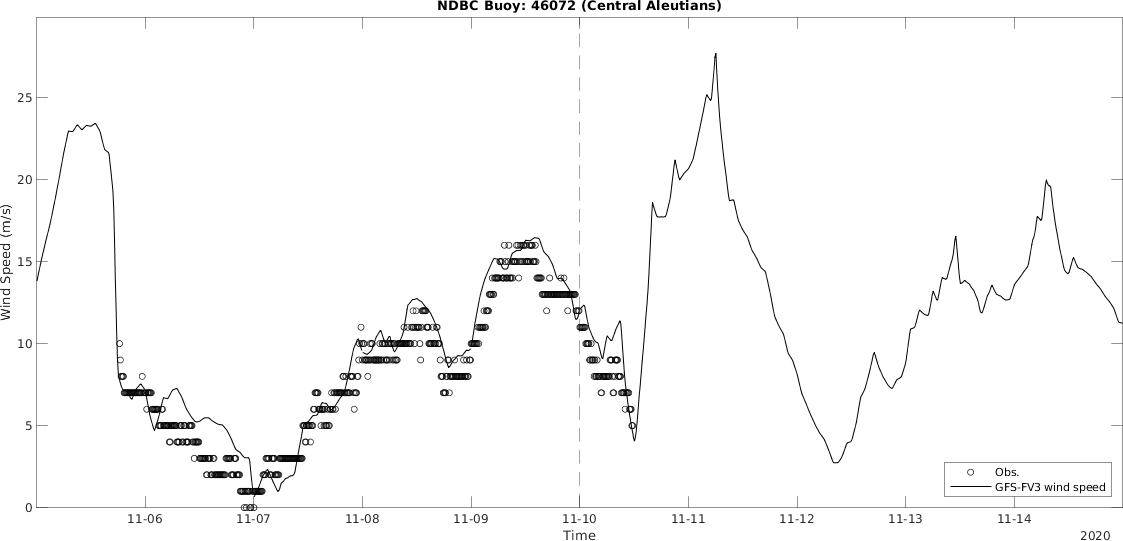 NDBC Buoy: 46072 (Central Aleutians)
Wind Speed (m/s)
25
20
15
10
5
0
11-06 11-07 11-08 11-09 11-10 11-11 11-12 11-13 11-14
Time
2020
Obs.
GFS-FV3 wind speed